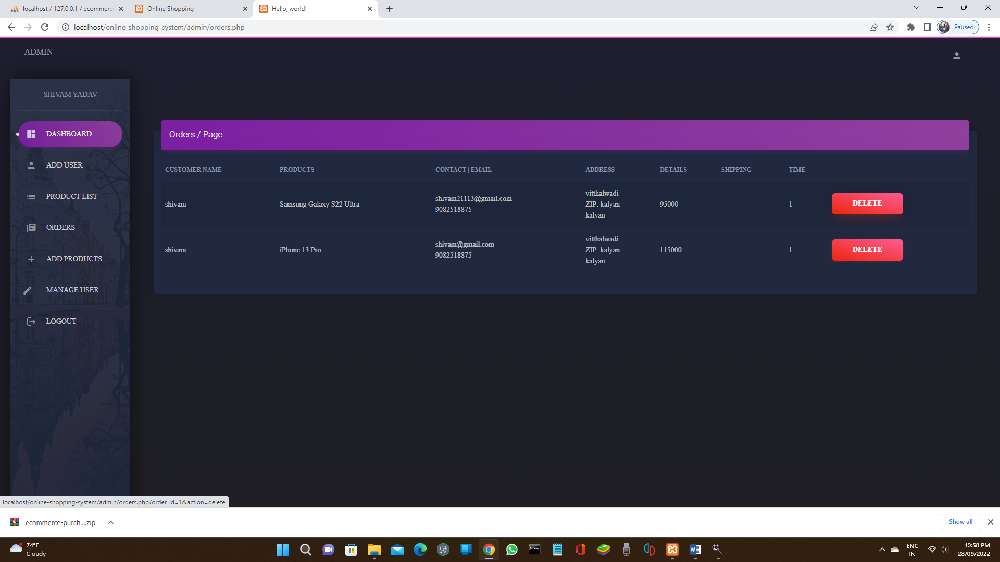 localhost / 127.0.0.1 / ecommerc
Online Shopping
Hello, world!
localhost/online-shopping-system/admin/orders.php
Paused
ADMIN
SHIVAM YADAV
DASHBOARD
ADD USER
PRODUCT LIST
ORDERS
ADD PRODUCTS
MANAGE USER
LOGOUT
Orders / Page
CUSTOMER NAME PRODUCTS CONTACT | EMAIL ADDRESS DETAILS SHIPPING TIME
shivam
Samsung Galaxy S22 Ultra
shivam21113@gmail.com
9082518875
vitthalwadi
ZIP: kalyan
kalyan
95000
1
DELETE
shivam
iPhone 13 Pro
shivam@gmail.com
9082518875
vitthalwadi
ZIP: kalyan
kalyan
115000
1
DELETE
localhost/online-shopping-system/admin/orders.php?order_id=1&action=delete
ecommerce-purch....zip
Show all
74°F
Cloudy
ENG
IN
10:58 PM
28/09/2022